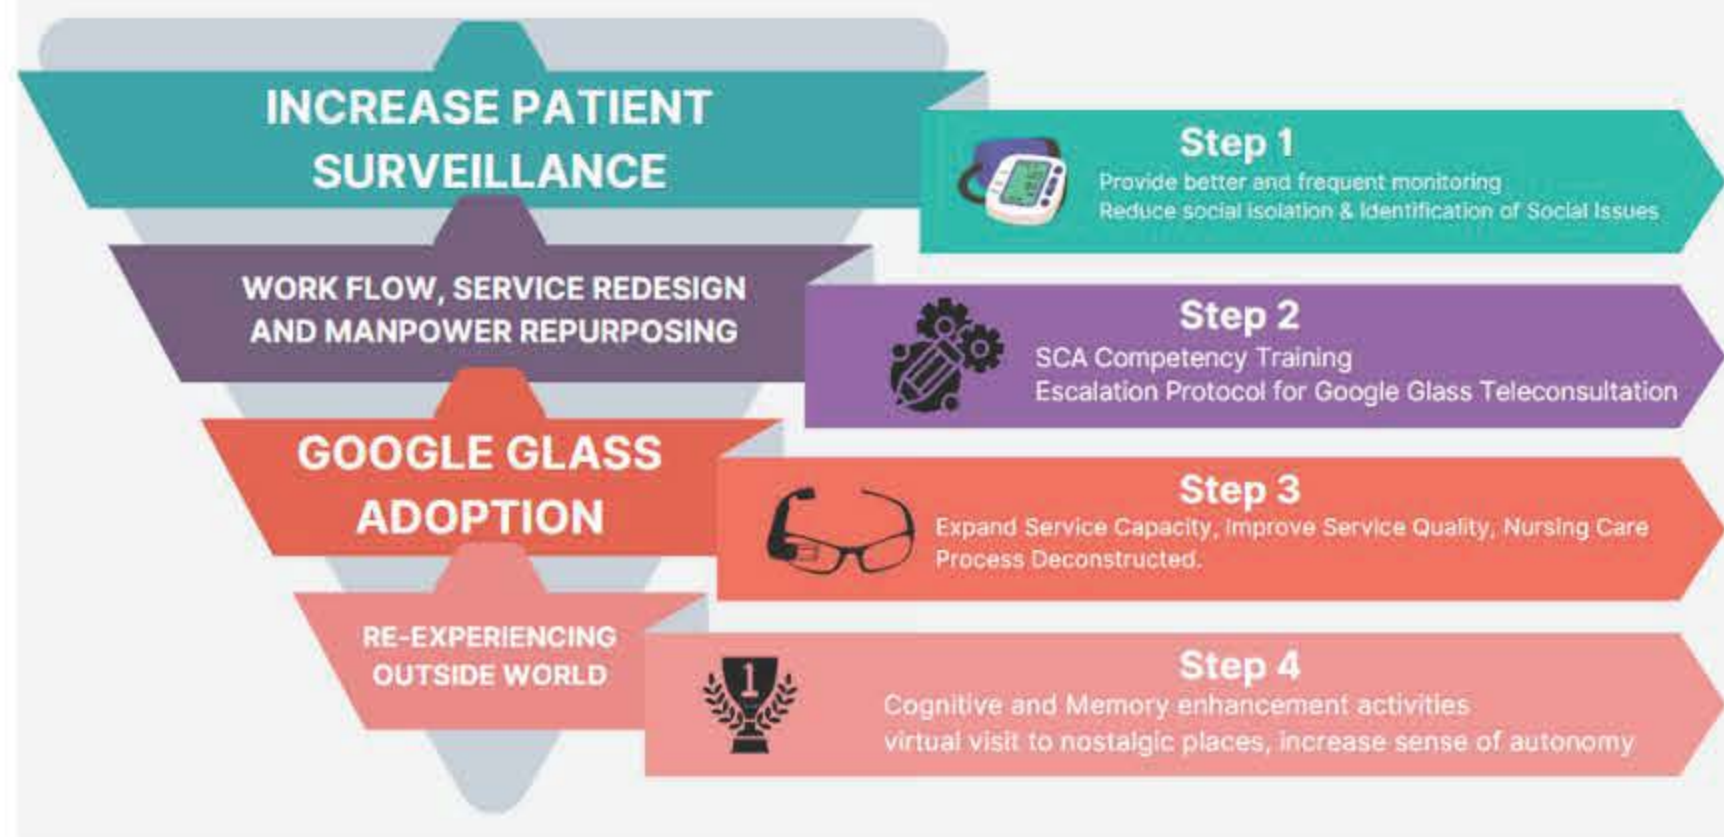 INCREASE PATIENT
SURVEILLANCE
Step 1
Provide better and frequent monitoring
Reduce social isolation & Identification of Social Issues
WORK FLOW, SERVICE REDESIGN
AND MANPOWER REPURPOSING
Step 2
SCA Competency Training
Escalation Protocol for Google Glass Teleconsultation
GOOGLE GLASS
ADOPTION
Step 3
Expand Service Capacity, Improve Service Quality, Nursing Care
Process Deconstructed.
RE-EXPERIENCING
OUTSIDE WORLD
1
Step 4
Cognitive and Memory enhancement activities
virtual visit to nostalgic places, increase sense of autonomy